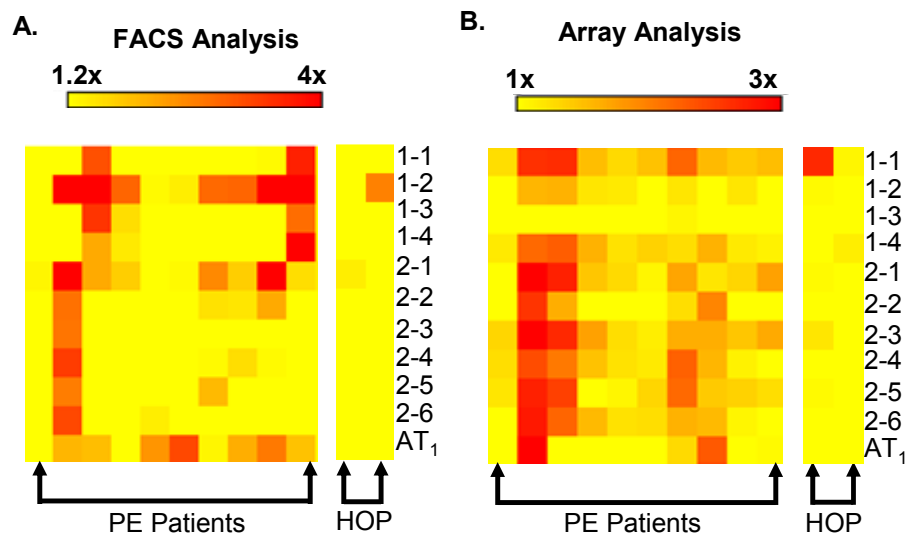 A.
FACS Analysis
1.2x 4x
1-1
1-2
1-3
1-4
2-1
2-2
2-3
2-4
2-5
2-6
AT₁
PE Patients
HOP
B.
Array Analysis
1x 3x
1-1
1-2
1-3
1-4
2-1
2-2
2-3
2-4
2-5
2-6
AT₁
PE Patients
HOP